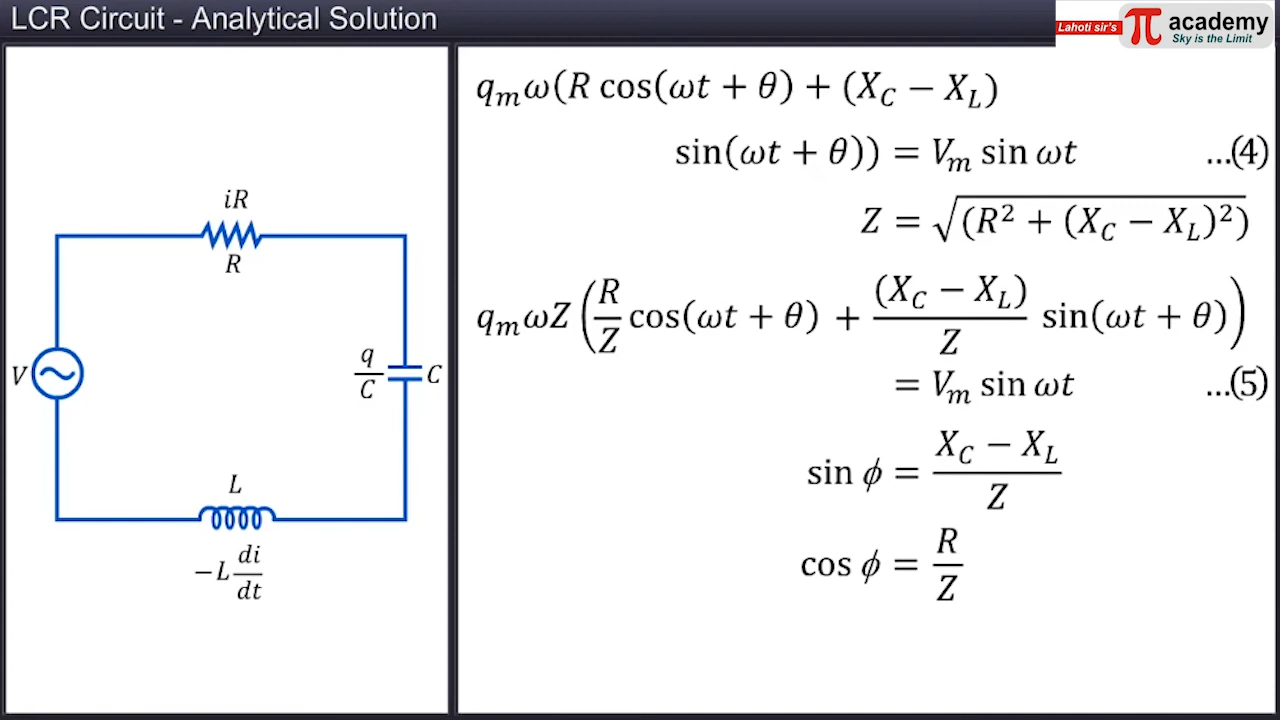 LCR Circuit - Analytical Solution
Lahoti sir's π academy
Sky is the Limit
iR
R
V
q/C
C
L
−L di/dt
q_m ω(R cos(ωt + θ) + (X_C − X_L)
sin(ωt + θ)) = V_m sin ωt ...(4)
Z = √(R² + (X_C − X_L)²)
q_m ωZ (R/Z cos(ωt + θ) + (X_C − X_L)/Z sin(ωt + θ))
= V_m sin ωt ...(5)
sin ϕ = X_C − X_L/Z
cos ϕ = R/Z